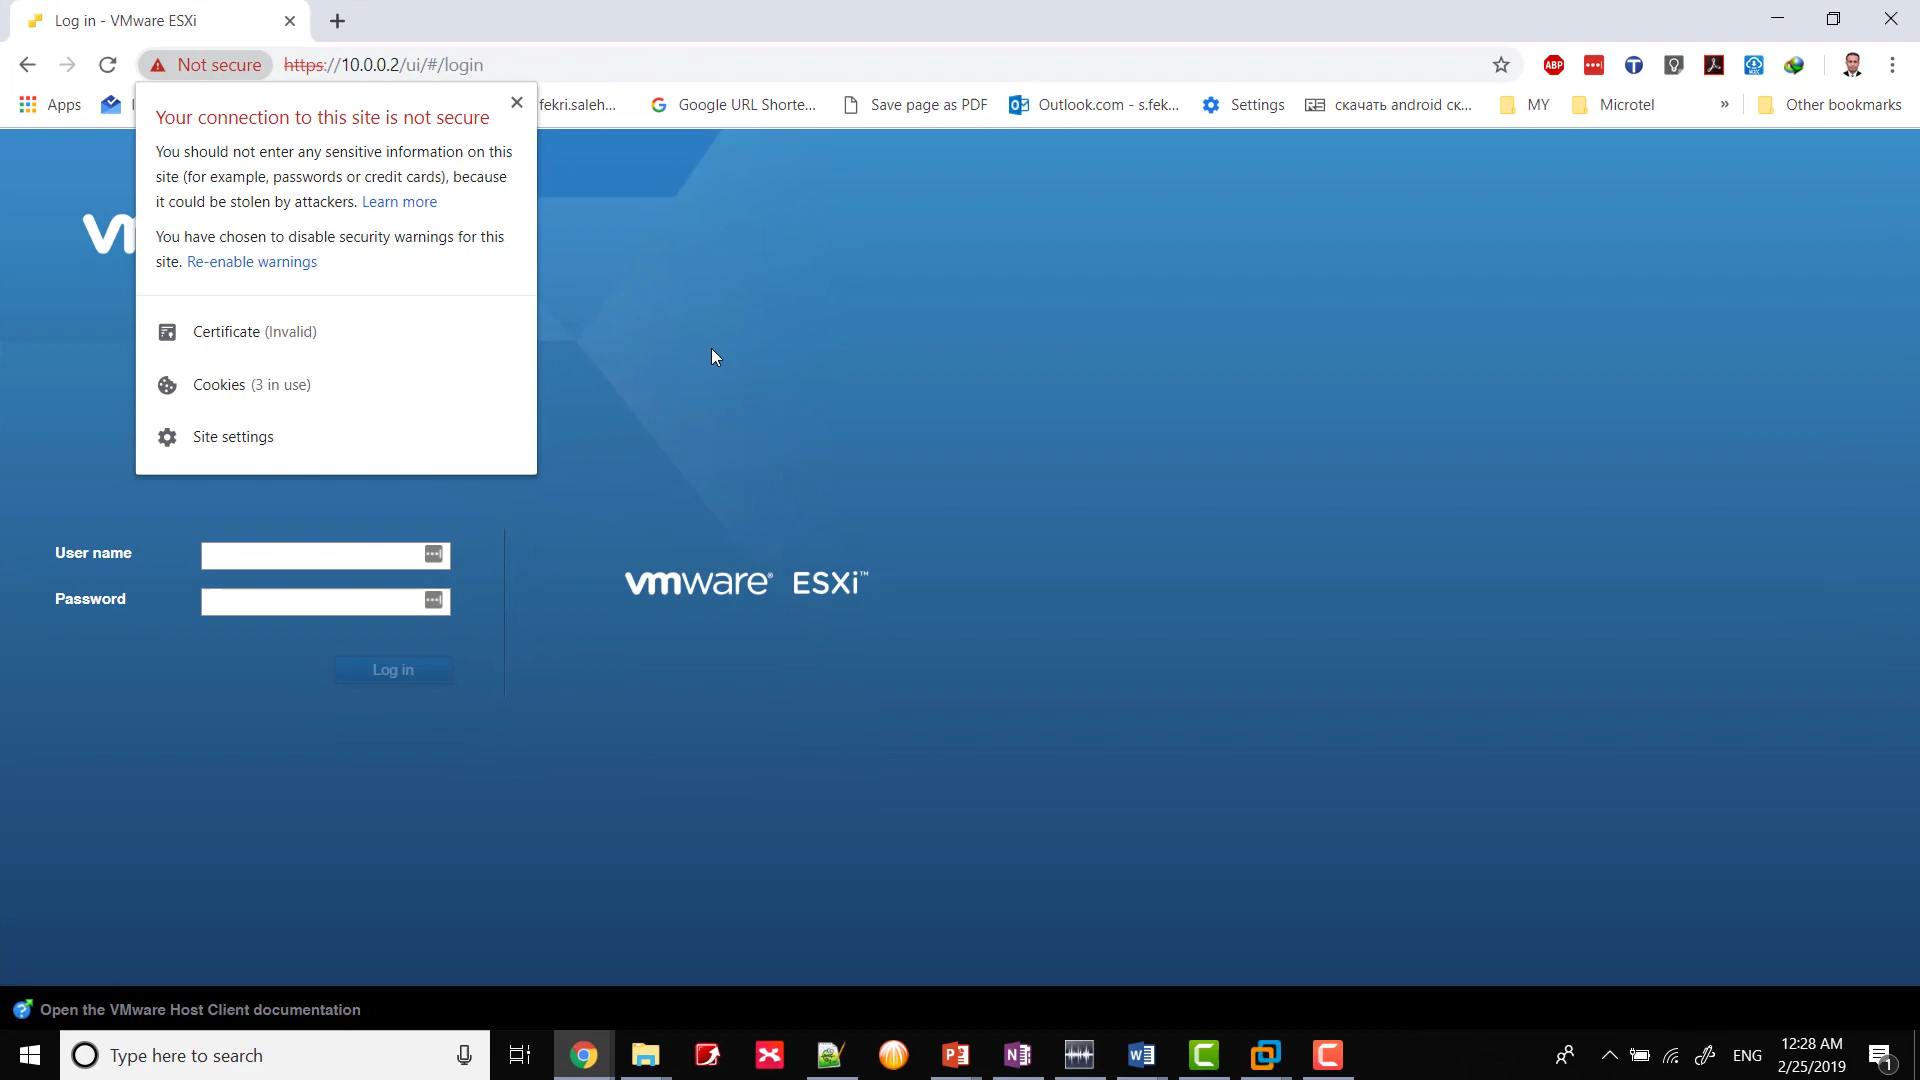 Log in - VMware ESXi
Not secure https://10.0.0.2/ui/#/login
ABP
Apps
fekri.saleh...
Google URL Shorte...
Save page as PDF
Outlook.com - s.fek...
Settings
скачать android ск...
MY
Microtel
»
Other bookmarks
Your connection to this site is not secure
You should not enter any sensitive information on this
site (for example, passwords or credit cards), because
it could be stolen by attackers. Learn more
You have chosen to disable security warnings for this
site. Re-enable warnings
Certificate (Invalid)
Cookies (3 in use)
Site settings
User name
Password
Log in
vmware® ESXi™
Open the VMware Host Client documentation
Type here to search
ENG
12:28 AM
2/25/2019
1